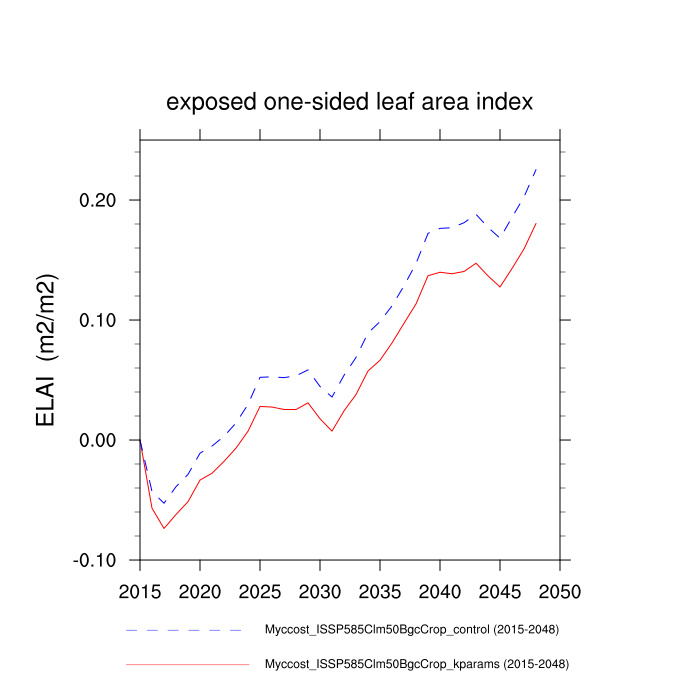 exposed one-sided leaf area index
ELAI (m2/m2)
0.20
0.10
0.00
-0.10
2015 2020 2025 2030 2035 2040 2045 2050
Myccost_ISSP585Clm50BgcCrop_control (2015-2048)
Myccost_ISSP585Clm50BgcCrop_kparams (2015-2048)